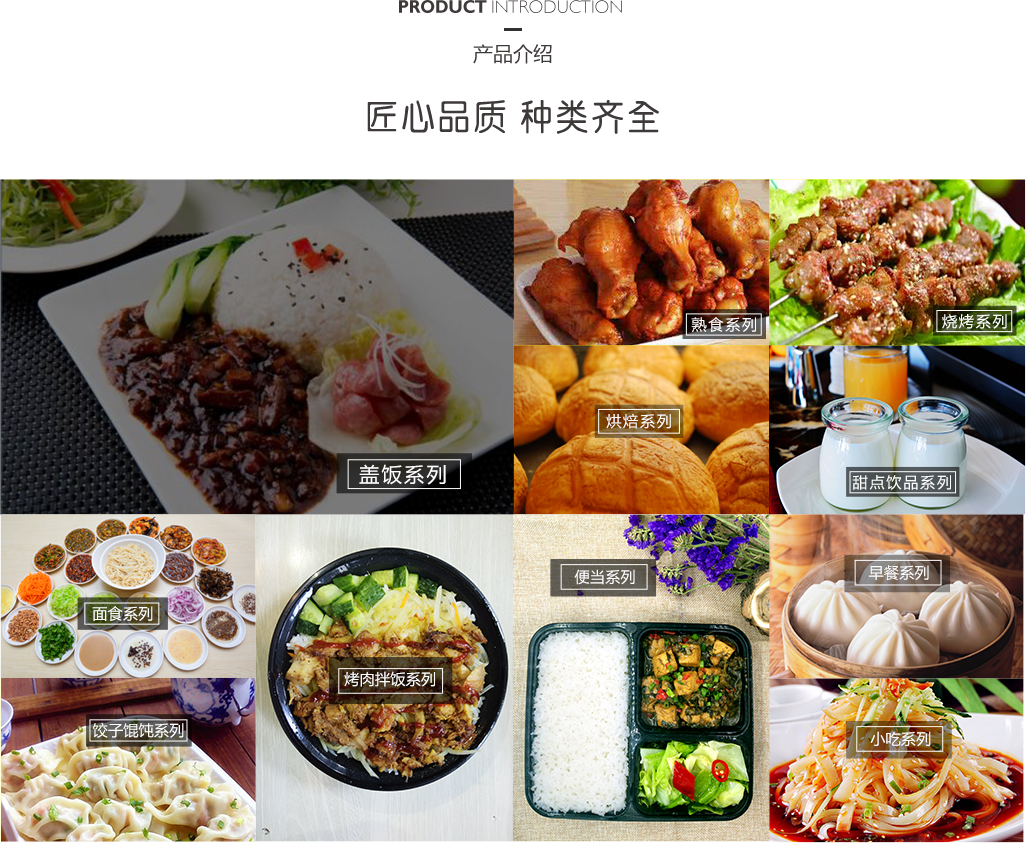 PRODUCT INTRODUCTION
产品介绍
匠心品质 种类齐全
熟食系列
烧烤系列
烘焙系列
盖饭系列
甜点饮品系列
面食系列
烤肉拌饭系列
便当系列
早餐系列
饺子馄饨系列
小吃系列